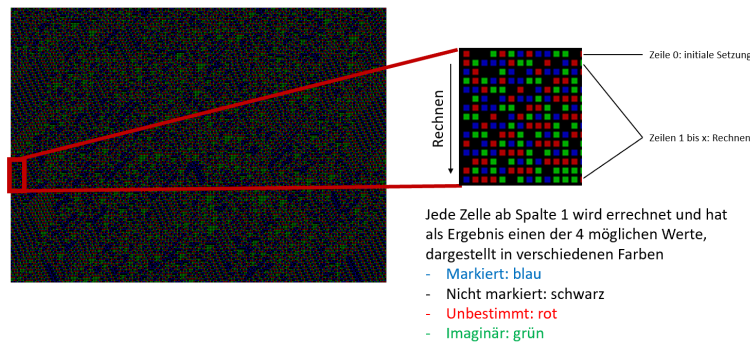 Zeile 0: initiale Setzung
Rechnen
Zeilen 1 bis x: Rechnen
Jede Zelle ab Spalte 1 wird errechnet und hat
als Ergebnis einen der 4 möglichen Werte,
dargestellt in verschiedenen Farben
- Markiert: blau
- Nicht markiert: schwarz
- Unbestimmt: rot
- Imaginär: grün